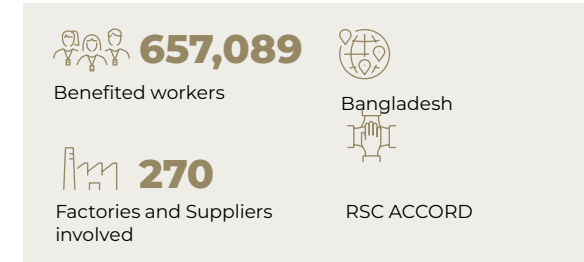 657,089
Benefited workers
Bangladesh
270
Factories and Suppliers
involved
RSC ACCORD